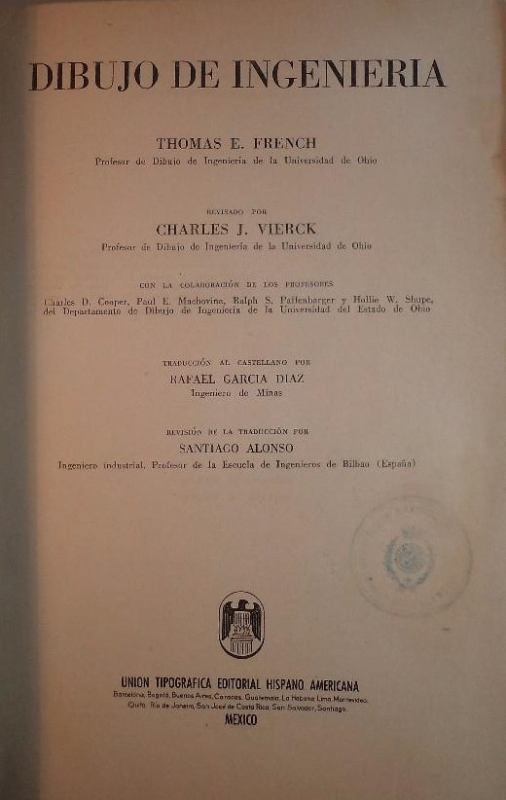 DIBUJO DE INGENIERIA
THOMAS E. FRENCH
Profesor de Dibujo de Ingeniería de la Universidad de Ohio
REVISADO POR
CHARLES J. VIERCK
Profesor de Dibujo de Ingeniería de la Universidad de Ohio
CON LA COLABORACIÓN DE LOS PROFESORES
Charles D. Cooper, Paul E. Machovina, Ralph S. Paffenbarger y Hollie W. Shupe,
del Departamento de Dibujo de Ingeniería de la Universidad del Estado de Ohio
TRADUCCIÓN AL CASTELLANO POR
RAFAEL GARCIA DIAZ
Ingeniero de Minas
REVISIÓN DE LA TRADUCCIÓN POR
SANTIAGO ALONSO
Ingeniero industrial, Profesor de la Escuela de Ingenieros de Bilbao (España)
UNION TIPOGRAFICA EDITORIAL HISPANO AMERICANA
Barcelona, Bogotá, Buenos Aires, Caracas, Guatemala, La Habana, Lima, Montevideo,
Quito, Río de Janeiro, San José de Costa Rica, San Salvador, Santiago.
MEXICO